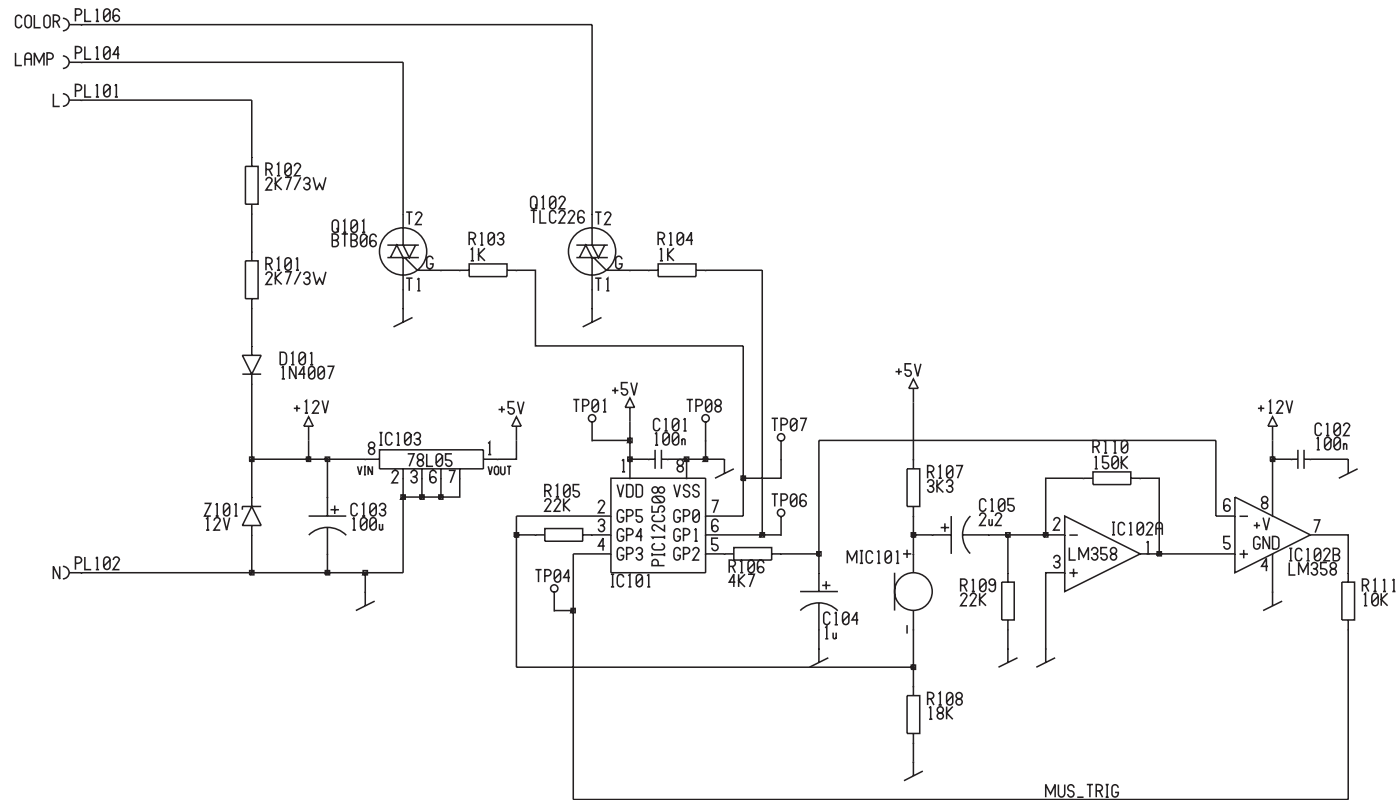 COLOR PL106
LAMP PL104
L PL101
R102
2K7/3W
R101
2K7/3W
D101
1N4007
+12V
+5V
IC103
8 78L05 1
VIN 2 3 6 7 VOUT
Z101
12V
+
C103
100u
N PL102
Q101
BTB06
T2
G
T1
R103
1K
Q102
TLC226
T2
G
T1
R104
1K
+5V
TP01
C101
100n
TP08
TP07
1 8
VDD VSS
R105
22K
2 GP5 GP0 7
3 GP4 GP1 6
4 GP3 GP2 5
PIC12C508
IC101
TP06
R106
4K7
TP04
+
C104
1u
+5V
R107
3K3
MIC101 +
-
R108
18K
+
C105
2u2
R109
22K
R110
150K
2 -
3 +
LM358
IC102A
1
+12V
C102
100n
6 -
5 +
8
+V
GND
4
7
IC102B
LM358
R111
10K
MUS_TRIG